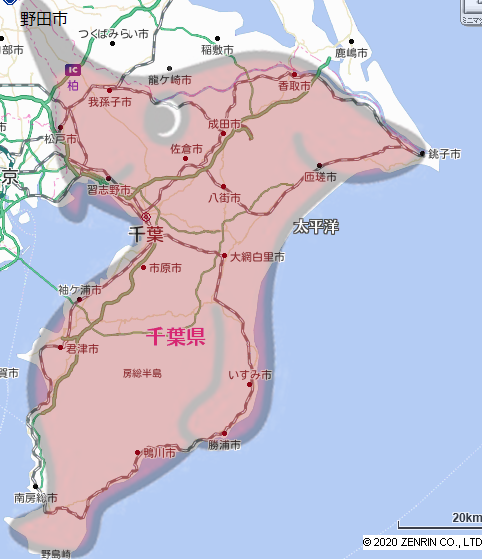 野田市
つくばみらい市
稲敷市
鹿嶋市
ミニマッ
IC
柏
龍ケ崎市
香取市
我孫子市
松戸市
成田市
佐倉市
銚子市
京
習志野市
匝瑳市
八街市
千葉
太平洋
大網白里市
市原市
袖ケ浦市
千葉県
君津市
賀市
房総半島
いすみ市
勝浦市
鴨川市
南房総市
野島崎
20km
© 2020 ZENRIN CO., LTD